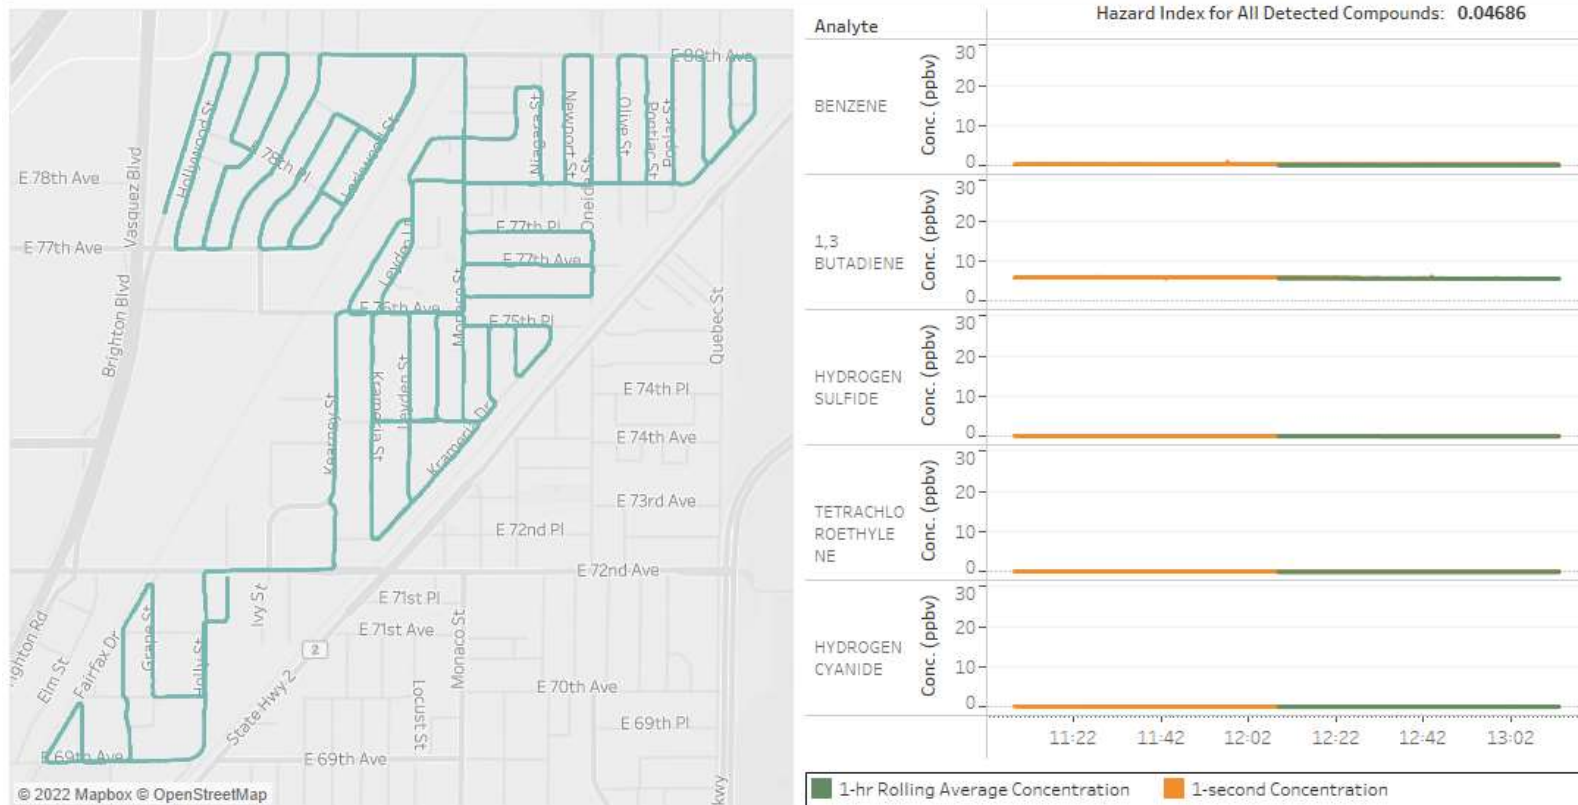 E 80th Ave
Hollywood St
E 78th Pl
Niagara St
Newport St
Olive St
Pontiac St
Poplar St
E 78th Ave
Vasquez Blvd
Oneida St
E 77th Ave
E 77th Pl
E 77th Ave
E 76th Ave
Monaco St
E 75th Pl
Brighton Blvd
Quebec St
Leyden St
Krameria St
Kearney St
Krameria Dr
E 74th Pl
E 74th Ave
E 73rd Ave
E 72nd Pl
E 72nd Ave
Ivy St
E 71st Pl
E 71st Ave
Monaco St
ighton Rd
Elm St
Fairfax Dr
Grape St
Holly St
2
State Hwy 2
Locust St
E 70th Ave
E 69th Pl
E 69th Ave
E 69th Ave
kwy
© 2022 Mapbox © OpenStreetMap
Analyte
Hazard Index for All Detected Compounds: 0.04686
BENZENE
Conc. (ppbv)
30
20
10
0
1,3
BUTADIENE
Conc. (ppbv)
30
20
10
0
HYDROGEN
SULFIDE
Conc. (ppbv)
30
20
10
0
TETRACHLO
ROETHYLE
NE
Conc. (ppbv)
30
20
10
0
HYDROGEN
CYANIDE
Conc. (ppbv)
30
20
10
0
11:22 11:42 12:02 12:22 12:42 13:02
1-hr Rolling Average Concentration 1-second Concentration